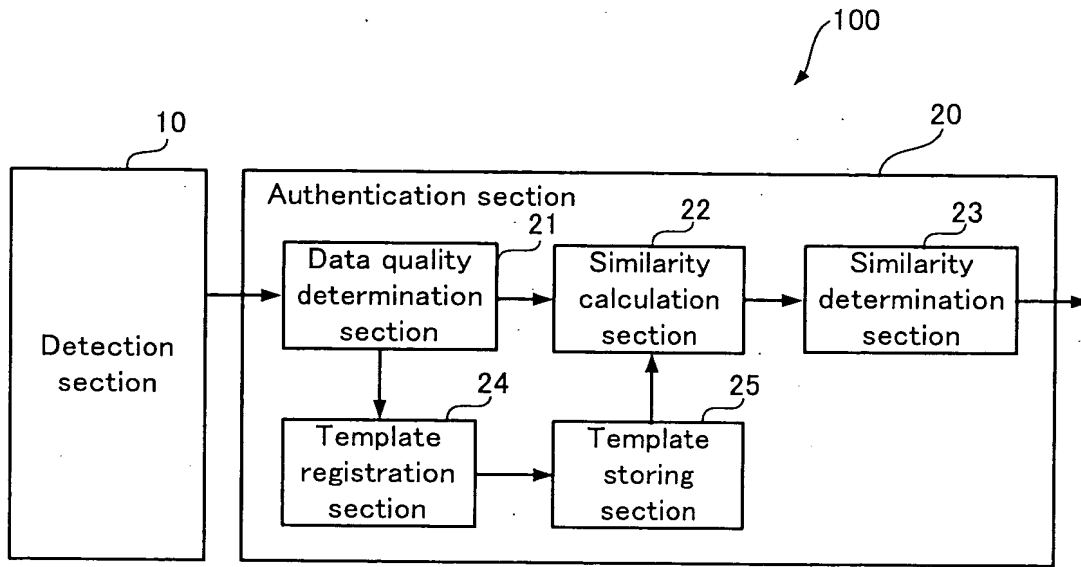 100
10
20
Authentication section
21
22
23
Data quality
determination
section
Similarity
calculation
section
Similarity
determination
section
Detection
section
24
25
Template
registration
section
Template
storing
section